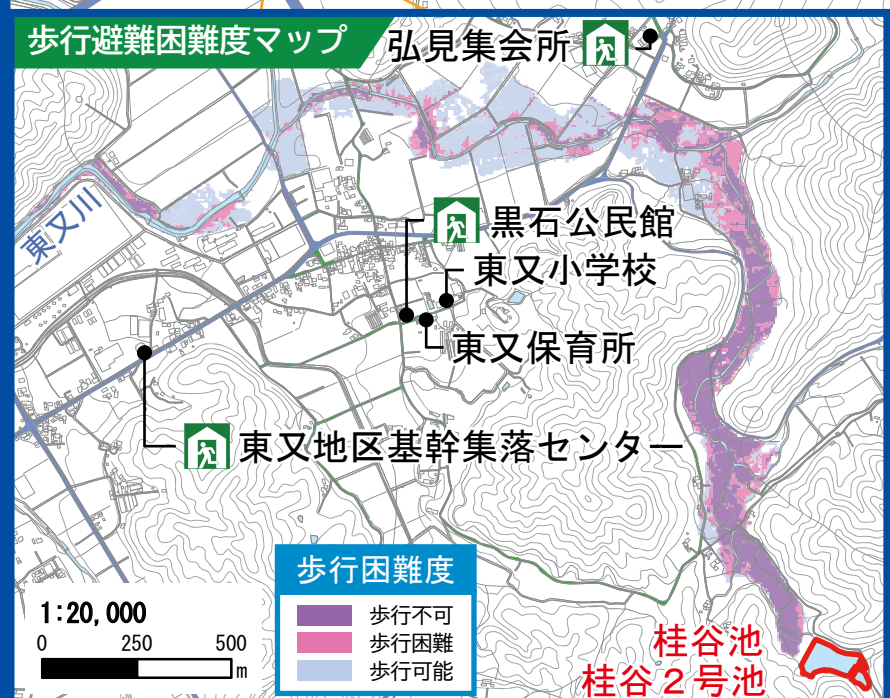 歩行避難困難度マップ
弘見集会所
東又川
黒石公民館
東又小学校
東又保育所
東又地区基幹集落センター
歩行困難度
歩行不可
歩行困難
歩行可能
1:20,000
0 250 500
m
桂谷池
桂谷２号池